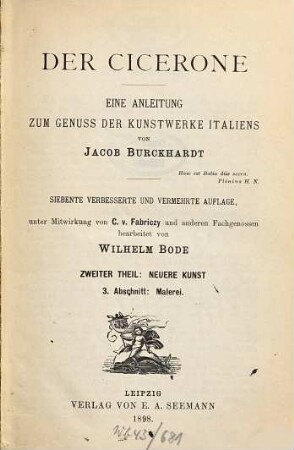 DER CICERONE
EINE ANLEITUNG
ZUM GENUSS DER KUNSTWERKE ITALIENS
VON
JACOB BURCKHARDT
Haec est Italia diis sacra.
Plinius H. N.
SIEBENTE VERBESSERTE UND VERMEHRTE AUFLAGE,
unter Mitwirkung von C. v. Fabriczy und anderen Fachgenossen
bearbeitet von
WILHELM BODE
ZWEITER THEIL: NEUERE KUNST
3. Abschnitt: Malerei.
LEIPZIG
VERLAG VON E. A. SEEMANN
1898.
/681